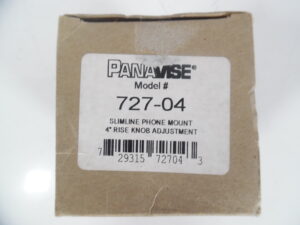 PANAVISE®
Model #
727-04
SLIMLINE PHONE MOUNT
4" RISE KNOB ADJUSTMENT
7 29315 72704 3